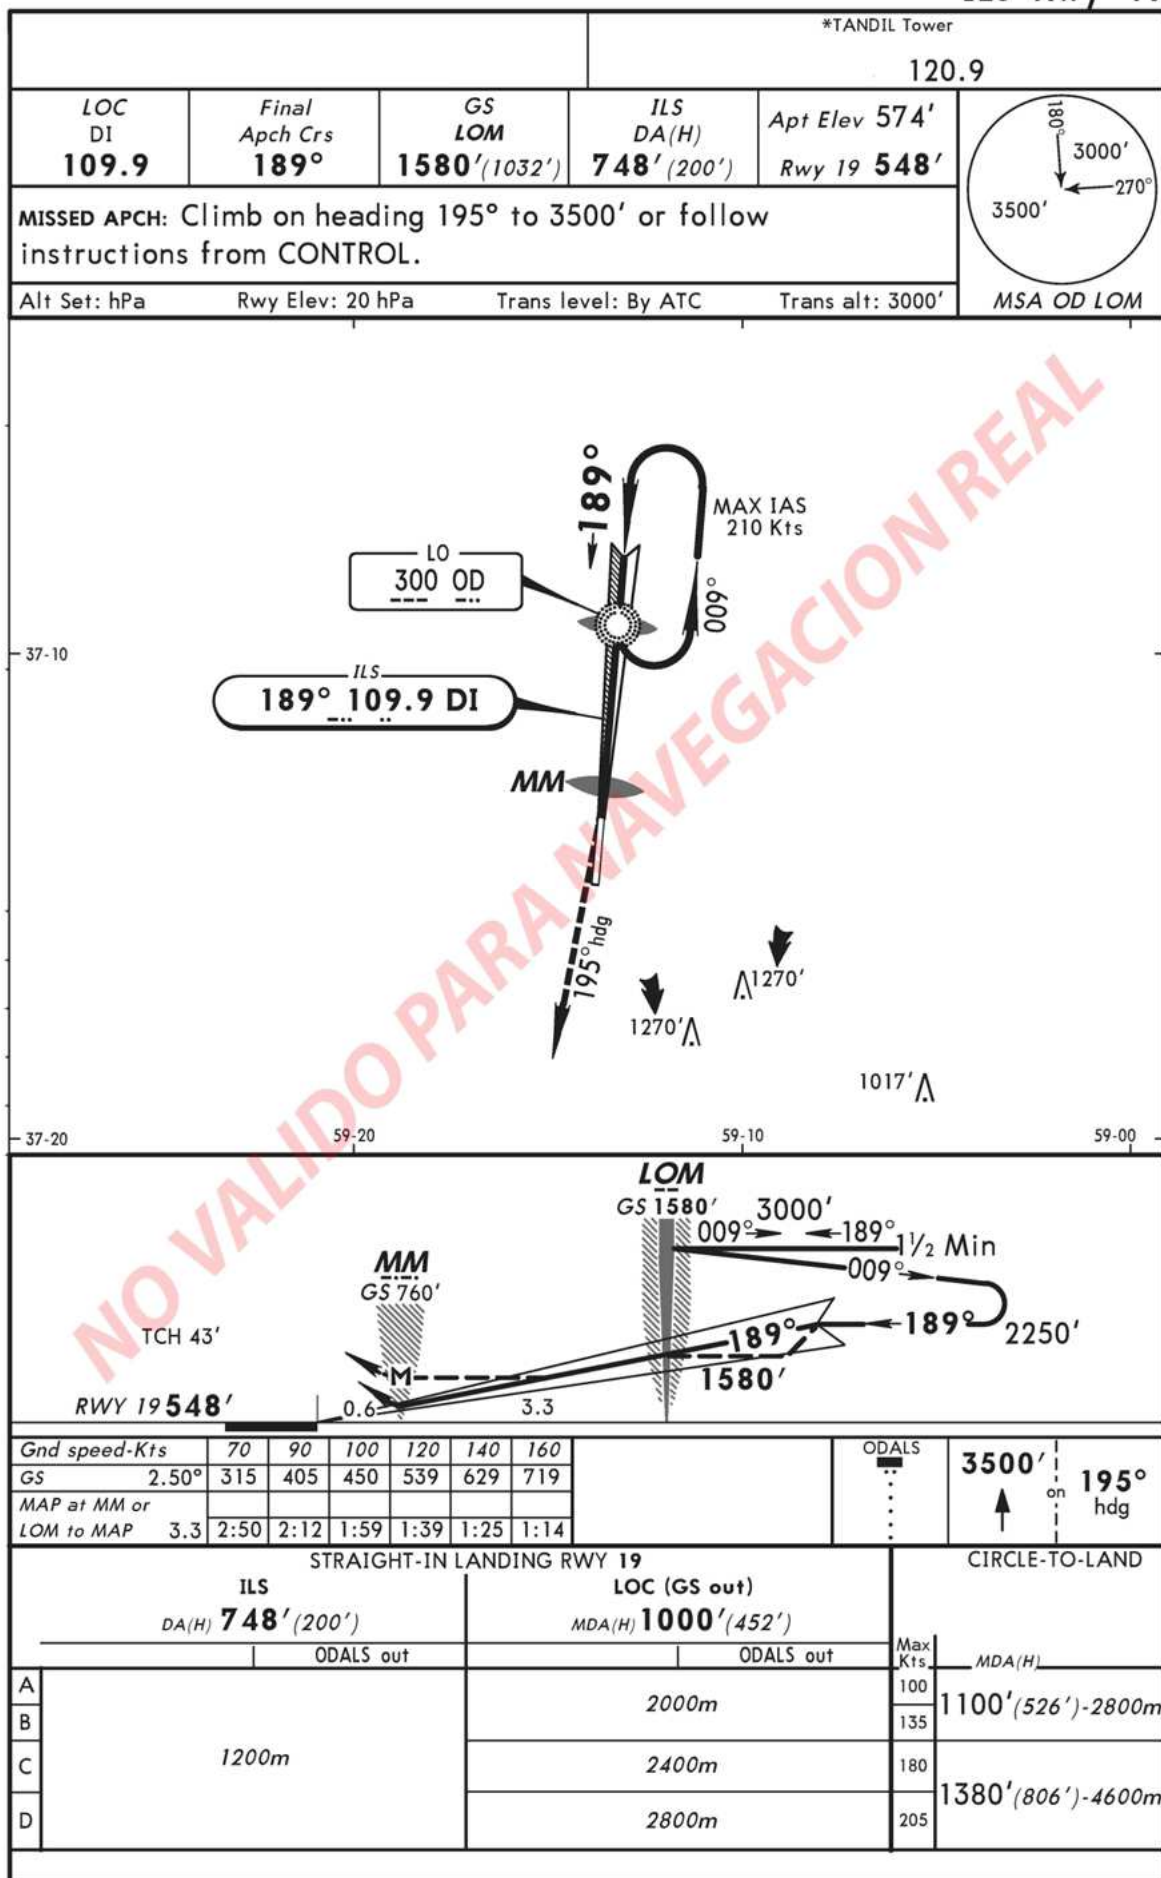 *TANDIL Tower
120.9
LOC
DI
109.9
Final
Apch Crs
189°
GS
LOM
1580'(1032')
ILS
DA(H)
748'(200')
Apt Elev 574'
Rwy 19 548'
180°
3000'
270°
3500'
MSA OD LOM
MISSED APCH: Climb on heading 195° to 3500' or follow
instructions from CONTROL.
Alt Set: hPa Rwy Elev: 20 hPa Trans level: By ATC Trans alt: 3000'
NO VALIDO PARA NAVEGACION REAL
189°
MAX IAS
210 Kts
LO
300 OD
009°
37-10
ILS
189° 109.9 DI
MM
195° hdg
1270'
1270'
1017'
37-20
59-20
59-10
59-00
LOM
GS 1580'
3000'
009° 189°
1½ Min
009°
MM
GS 760'
189°
189°
2250'
TCH 43'
M
1580'
RWY 19 548'
0.6
3.3
Gnd speed-Kts 70 90 100 120 140 160
GS 2.50° 315 405 450 539 629 719
MAP at MM or
LOM to MAP 3.3 2:50 2:12 1:59 1:39 1:25 1:14
ODALS
3500'
on
195°
hdg
STRAIGHT-IN LANDING RWY 19
CIRCLE-TO-LAND
ILS
LOC (GS out)
DA(H) 748'(200')
MDA(H) 1000'(452')
ODALS out
ODALS out
Max
Kts
MDA(H)
A
B
C
D
1200m
2000m
2400m
2800m
100
135
180
205
1100'(526')-2800m
1380'(806')-4600m